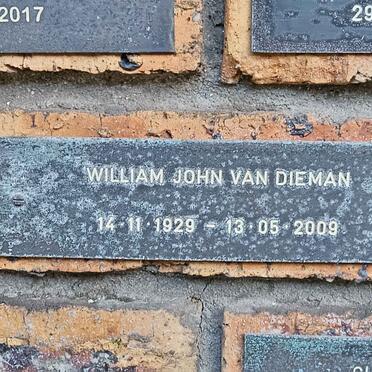 2017
29
WILLIAM JOHN VAN DIEMAN
14·11·1929 – 13·05·2009